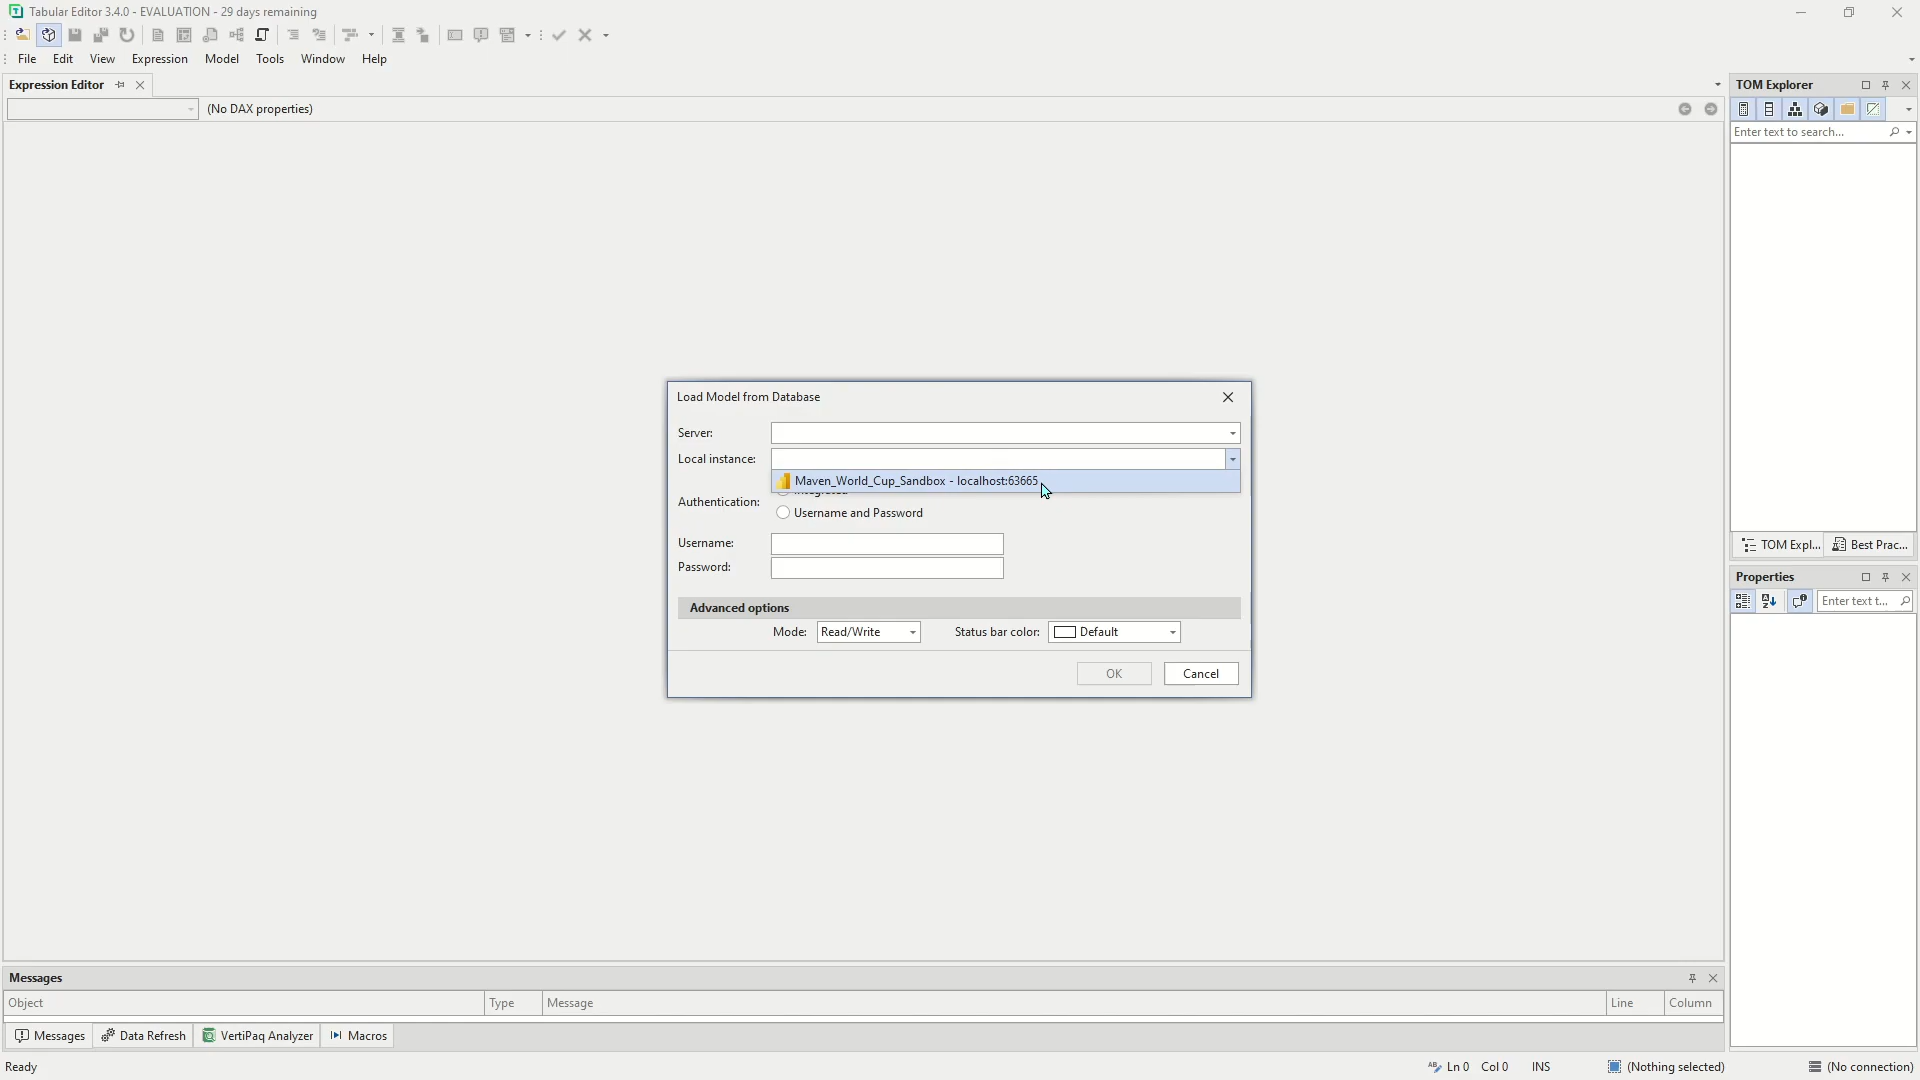 Tabular Editor 3.4.0 - EVALUATION - 29 days remaining
File Edit View Expression Model Tools Window Help
Expression Editor
(No DAX properties)
TOM Explorer
Enter text to search...
Load Model from Database
Server:
Local instance:
Maven_World_Cup_Sandbox - localhost:63665
Authentication:
Username and Password
Username:
Password:
Advanced options
Mode: Read/Write Status bar color: Default
OK Cancel
TOM Expl... Best Prac...
Properties
Enter text t...
Messages
Object Type Message Line Column
Messages Data Refresh VertiPaq Analyzer Macros
Ready Ln 0 Col 0 INS (Nothing selected) (No connection)